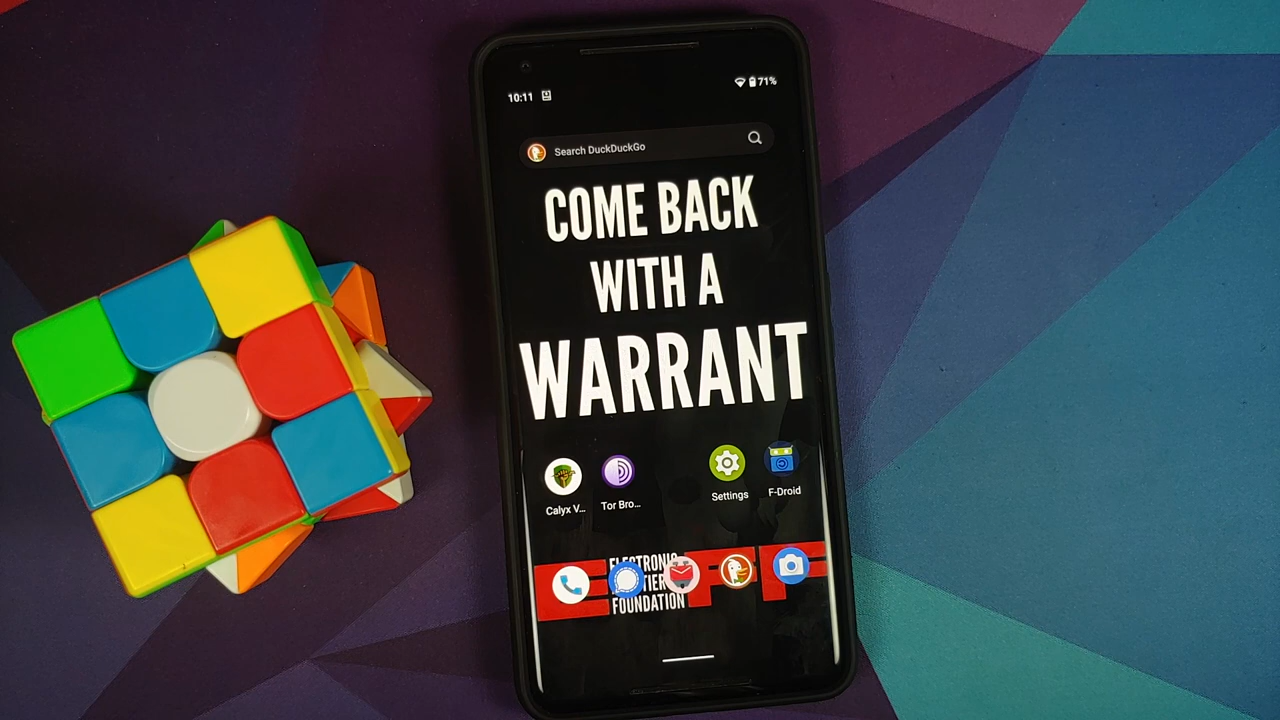 10:11 71%
Search DuckDuckGo
COME BACK
WITH A
WARRANT
Calyx V... Tor Bro... Settings F-Droid
FOUNDATION